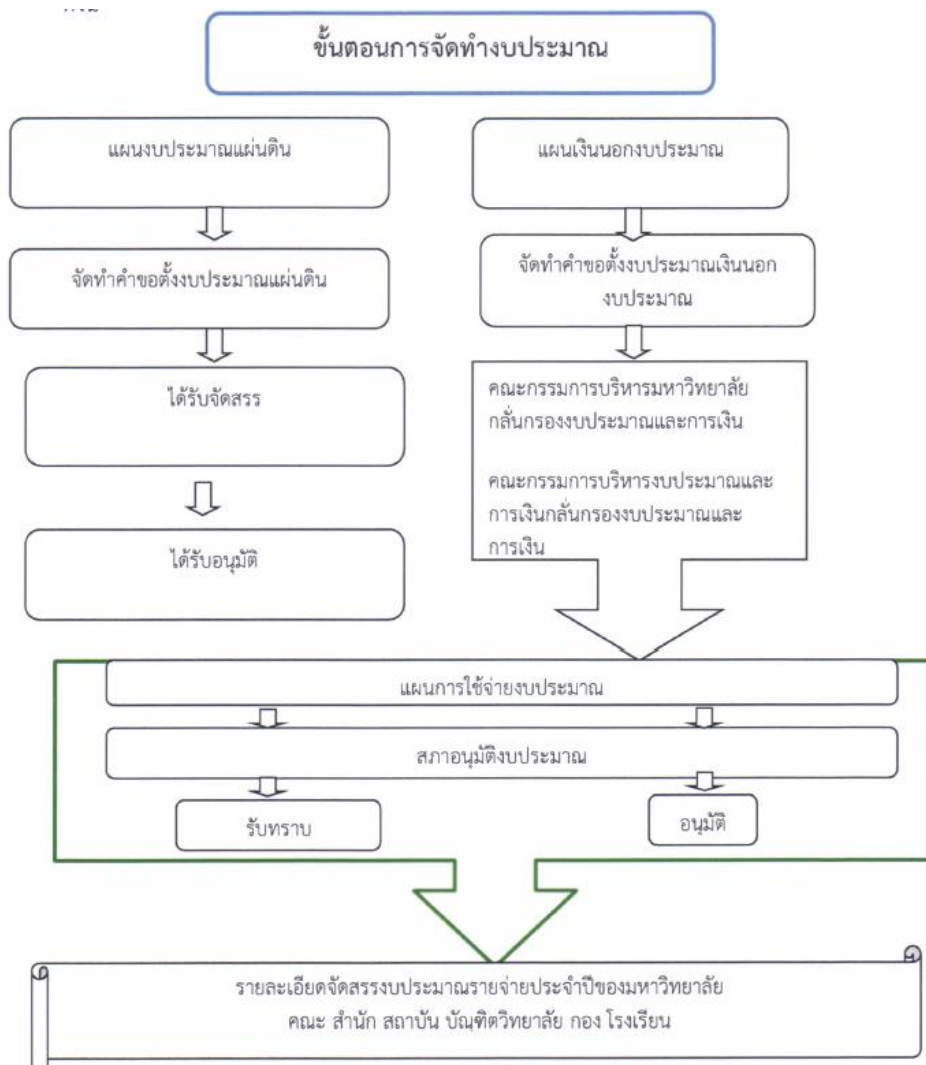 ขั้นตอนการจัดทำงบประมาณ
แผนงบประมาณแผ่นดิน
จัดทำคำขอตั้งงบประมาณแผ่นดิน
ได้รับจัดสรร
ได้รับอนุมัติ
แผนเงินนอกงบประมาณ
จัดทำคำขอตั้งงบประมาณเงินนอก
งบประมาณ
คณะกรรมการบริหารมหาวิทยาลัย
กลั่นกรองงบประมาณและการเงิน
คณะกรรมการบริหารงบประมาณและ
การเงินกลั่นกรองงบประมาณและ
การเงิน
แผนการใช้จ่ายงบประมาณ
สภาอนุมัติงบประมาณ
รับทราบ
อนุมัติ
รายละเอียดจัดสรรงบประมาณรายจ่ายประจำปีของมหาวิทยาลัย
คณะ สำนัก สถาบัน บัณฑิตวิทยาลัย กอง โรงเรียน